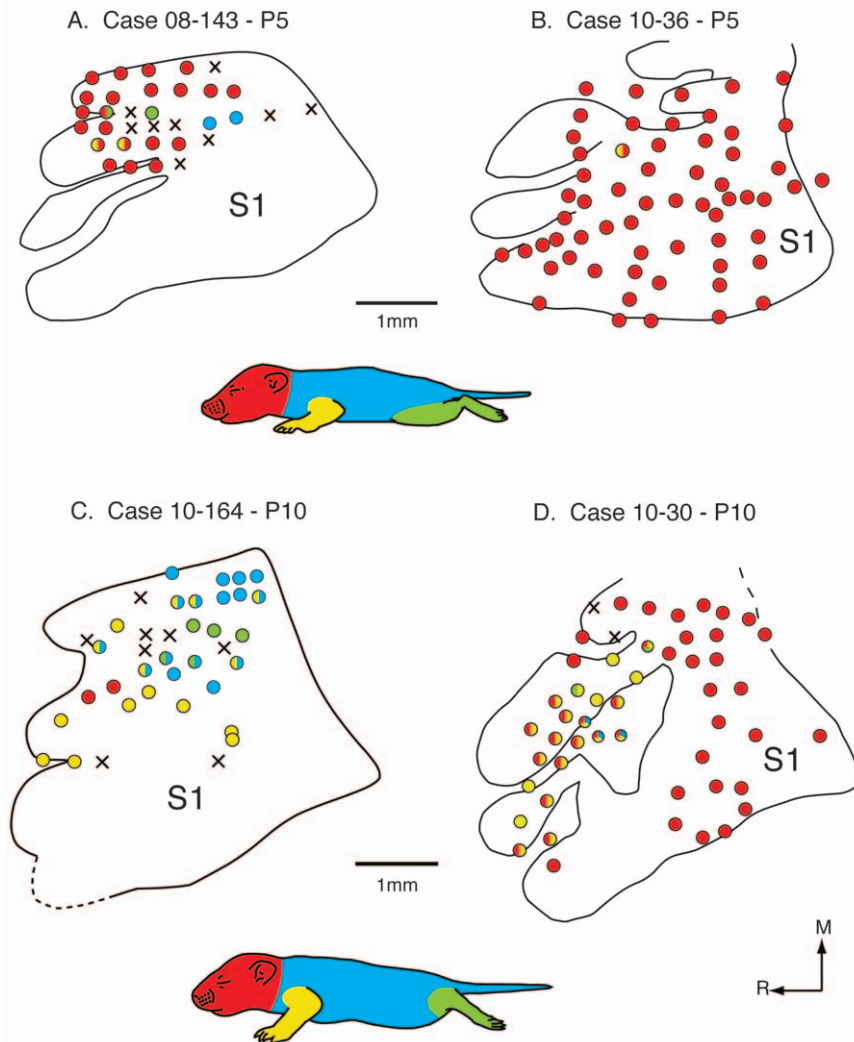 A. Case 08-143 - P5
B. Case 10-36 - P5
S1
S1
1mm
C. Case 10-164 - P10
D. Case 10-30 - P10
S1
S1
1mm
M
R